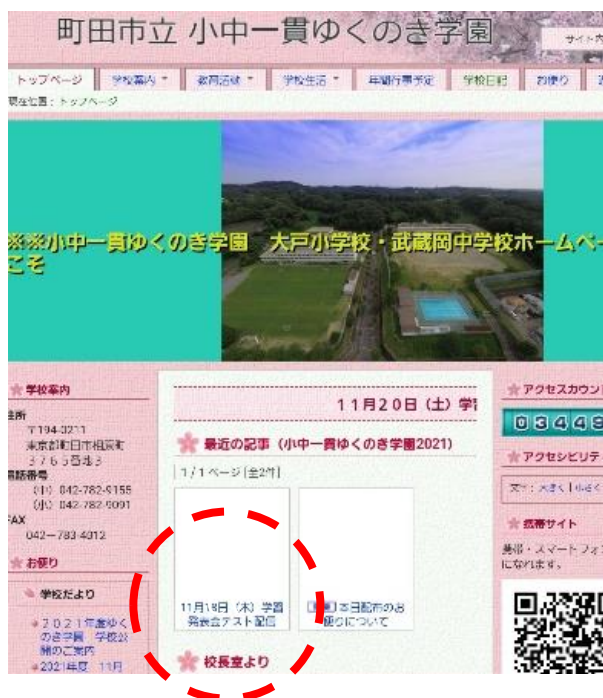 町田市立 小中一貫ゆくのき学園
サイト内
トップページ
学校案内
教育活動
学校生活
年間行事予定
学校日記
お便り
現在位置：トップページ
※※小中一貫ゆくのき学園　大戸小学校・武蔵岡中学校ホームペー
こそ
学校案内
住所
〒194-0211
東京都町田市相原町
3765番地3
電話番号
042-782-9155
042-782-9091
FAX
042－783-4012
お便り
学校だより
2021年度ゆく
のき学園　学校公
開のご案内
2021年度　11月
11月20日（土）学
最近の記事（小中一貫ゆくのき学園2021）
1/1ページ[全2件]
11月18日（木）学習
発表会テスト配信
本日配布のお
便りについて
校長室より
アクセスカウン
03449
アクセシビリテ
文字：大きく｜小さく
携帯サイト
携帯・スマートフォ
になれます。